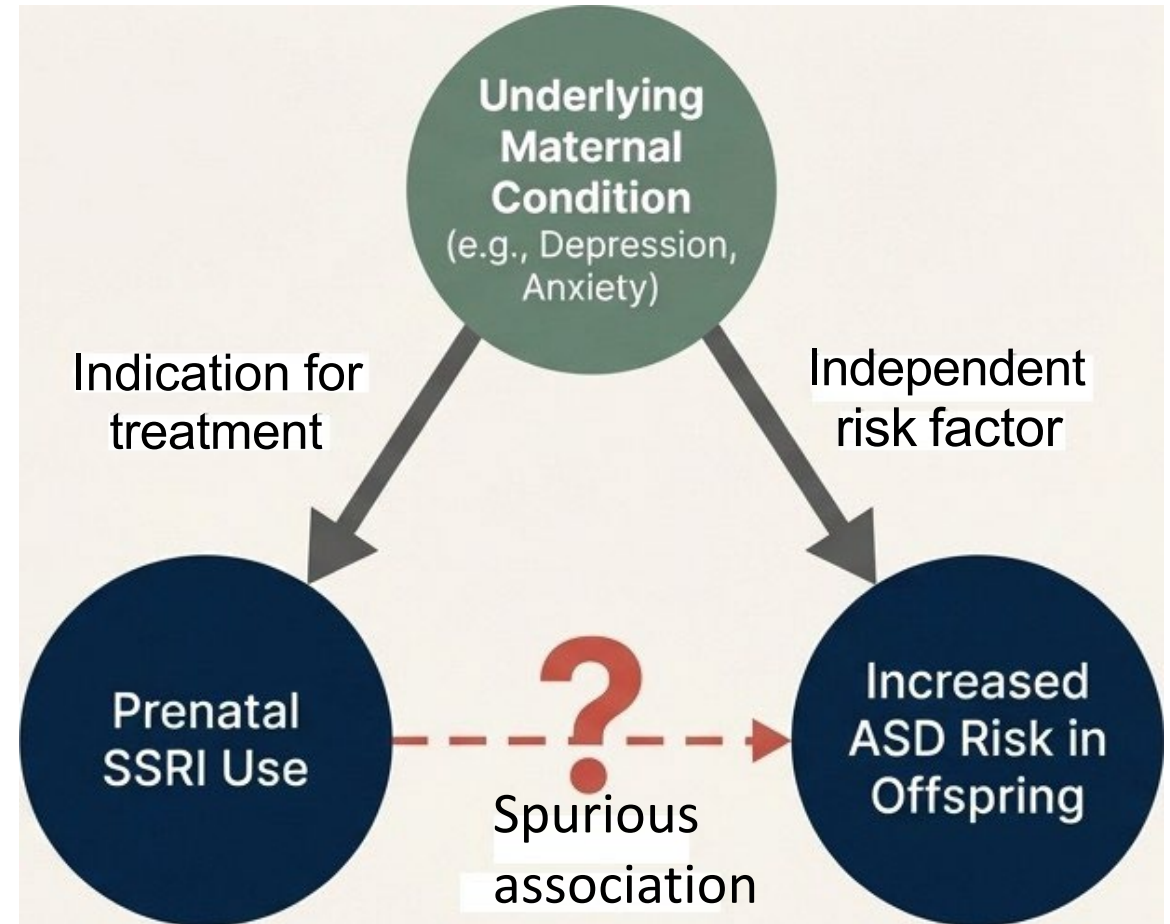 Underlying
Maternal
Condition
(e.g., Depression,
Anxiety)
Indication for
treatment
Independent
risk factor
Prenatal
SSRI Use
?
Increased
ASD Risk in
Offspring
Spurious
association